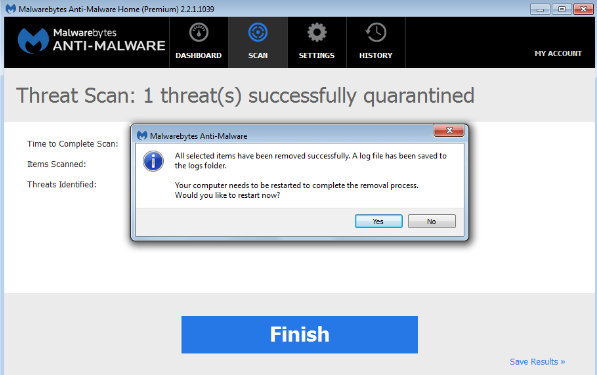 Malwarebytes Anti-Malware Home (Premium) 2.2.1.1039
Malwarebytes
ANTI-MALWARE
DASHBOARD
SCAN
SETTINGS
HISTORY
MY ACCOUNT
Threat Scan: 1 threat(s) successfully quarantined
Time to Complete Scan:
Items Scanned:
Threats Identified:
Malwarebytes Anti-Malware
All selected items have been removed successfully. A log file has been saved to
the logs folder.
Your computer needs to be restarted to complete the removal process.
Would you like to restart now?
Yes
No
Finish
Save Results »